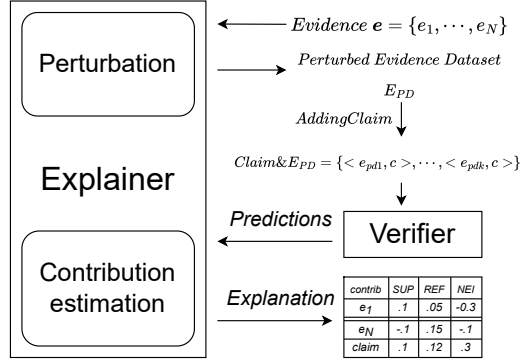 Evidence e = {e1, · · · , eN}
Perturbation
Perturbed Evidence Dataset
EPD
AddingClaim
Claim&EPD = {< epd1, c >, · · · , < epdk, c >}
Explainer
Predictions
Verifier
Contribution
estimation
Explanation
contrib SUP REF NEI
e1 .1 .05 -0.3
eN -.1 .15 -.1
claim .1 .12 .3